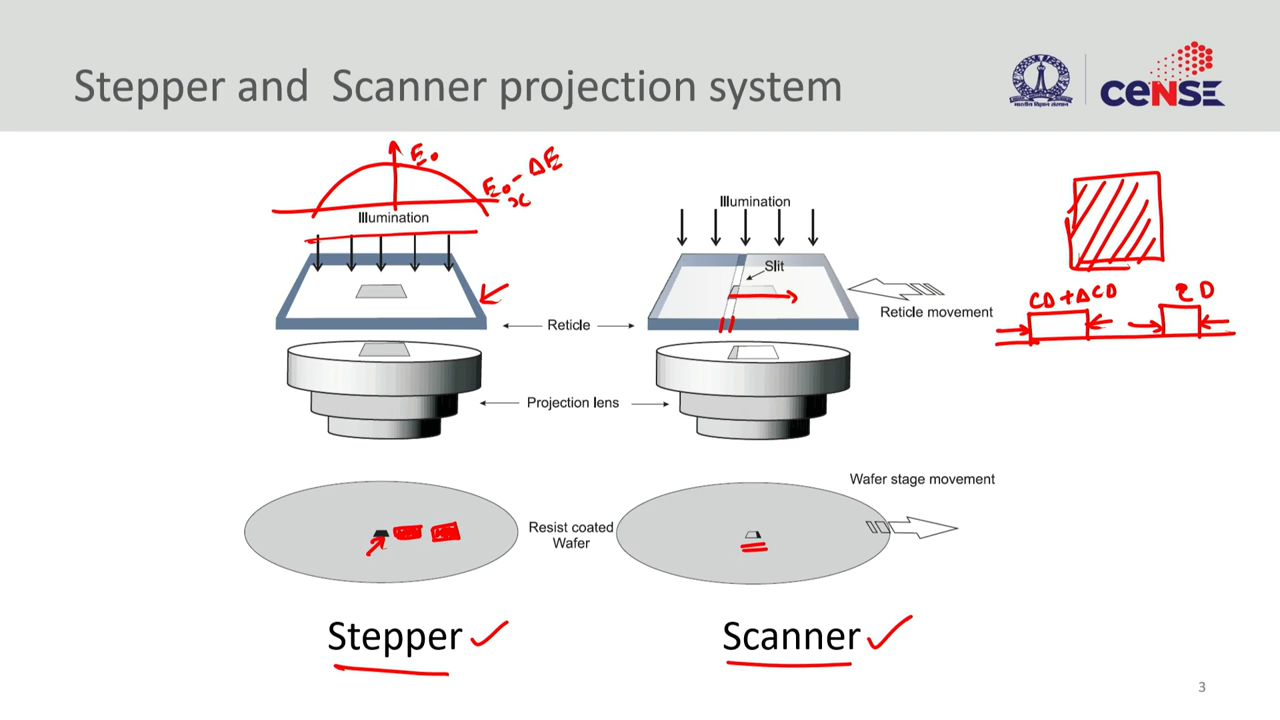 Stepper and Scanner projection system
ceNSE
E₀
E₀ - ΔE
x
Illumination
Illumination
Slit
Reticle movement
CD + ΔCD
Reticle
Projection lens
Wafer stage movement
Resist coated
Wafer
Stepper
Scanner
3